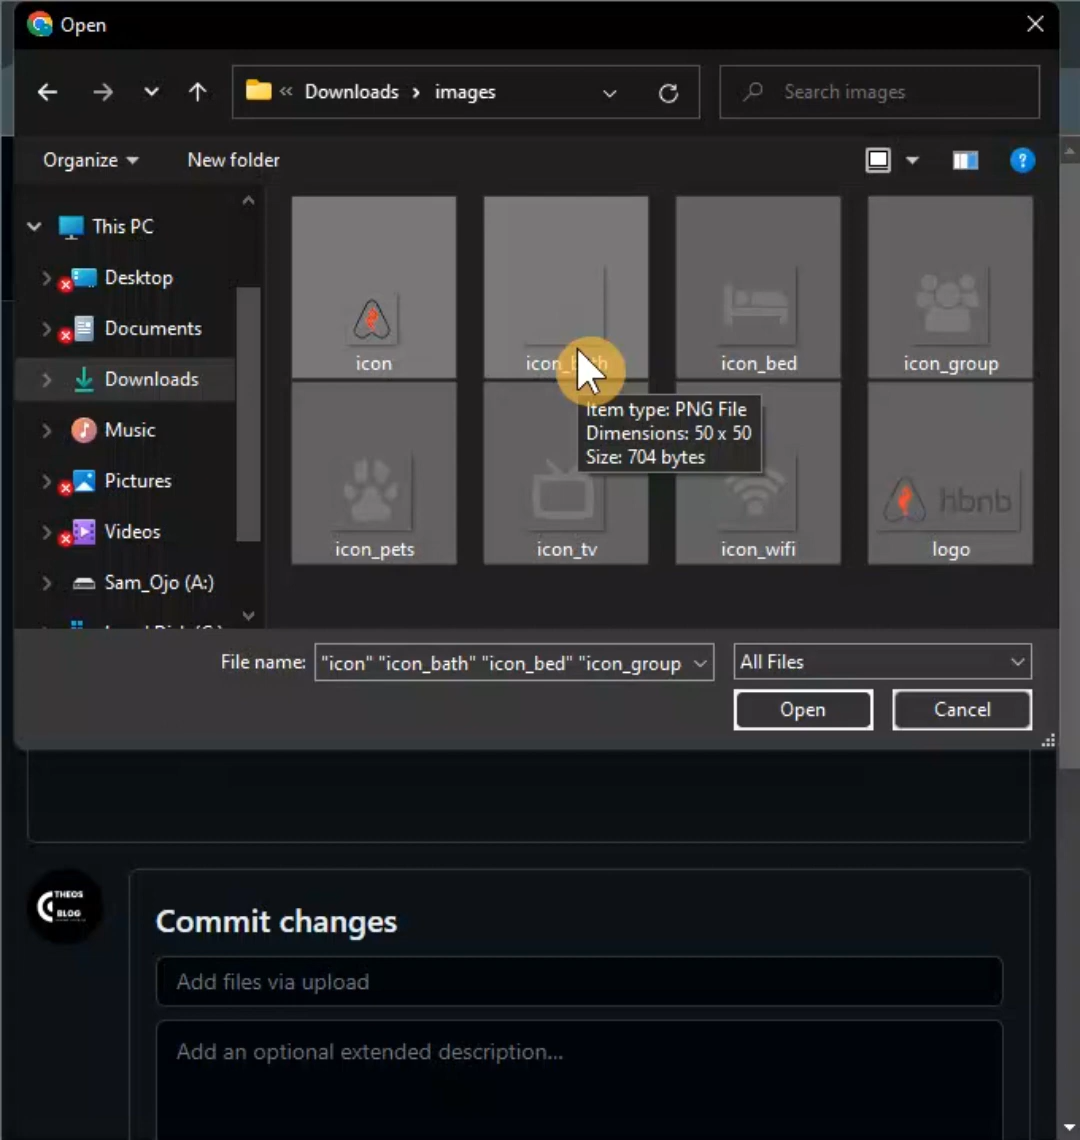 Open
Downloads › images
Search images
Organize
New folder
This PC
Desktop
Documents
Downloads
Music
Pictures
Videos
Sam_Ojo (A:)
icon
icon_bath
icon_bed
icon_group
icon_pets
icon_tv
icon_wifi
hbnb
logo
Item type: PNG File
Dimensions: 50 x 50
Size: 704 bytes
File name:
"icon" "icon_bath" "icon_bed" "icon_group
All Files
Open
Cancel
THEOS
BLOG
Commit changes
Add files via upload
Add an optional extended description...